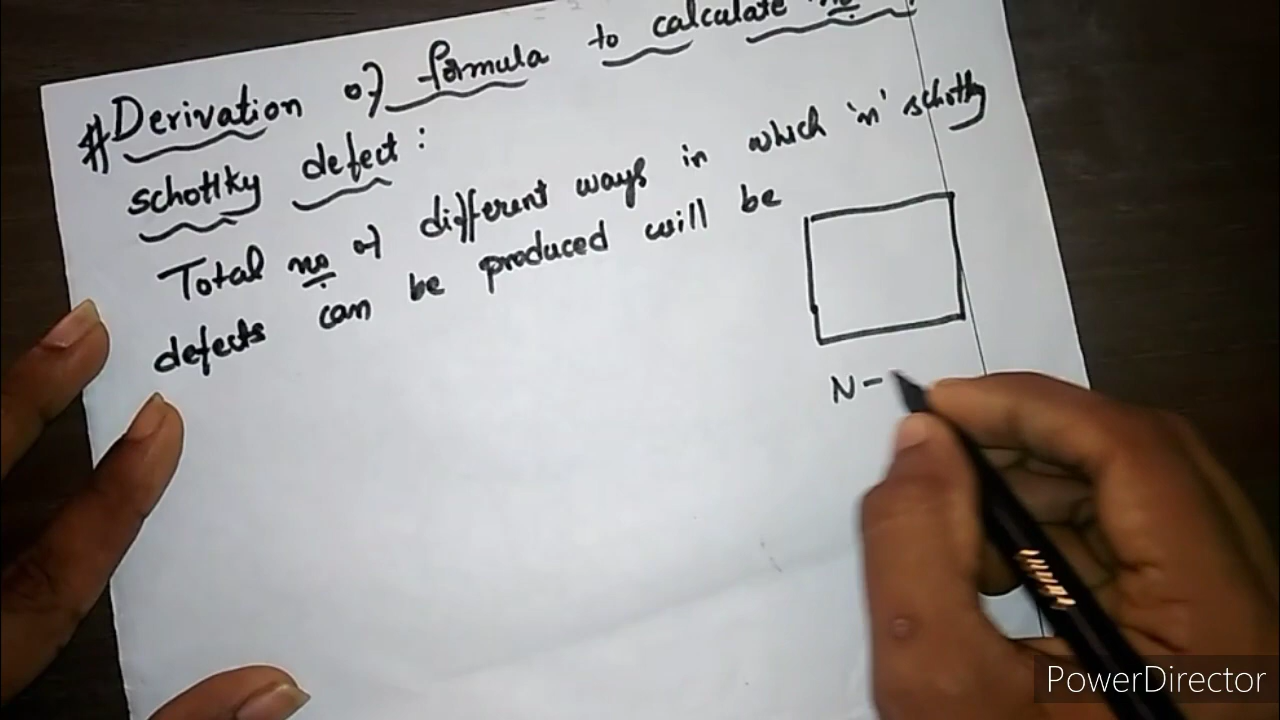 #Derivation of formula to calculate no
schottky defect:
Total no of different ways in which 'n' schottky
defects can be produced will be
N-
PowerDirector